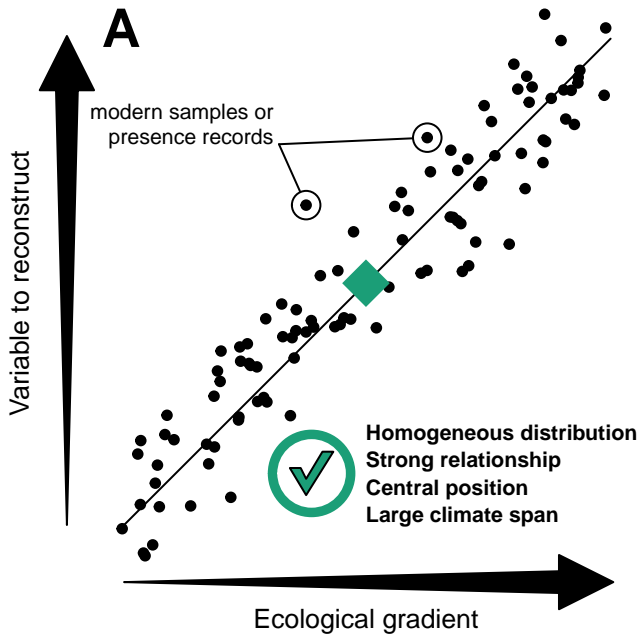 A
modern samples or
presence records
Variable to reconstruct
Homogeneous distribution
Strong relationship
Central position
Large climate span
Ecological gradient